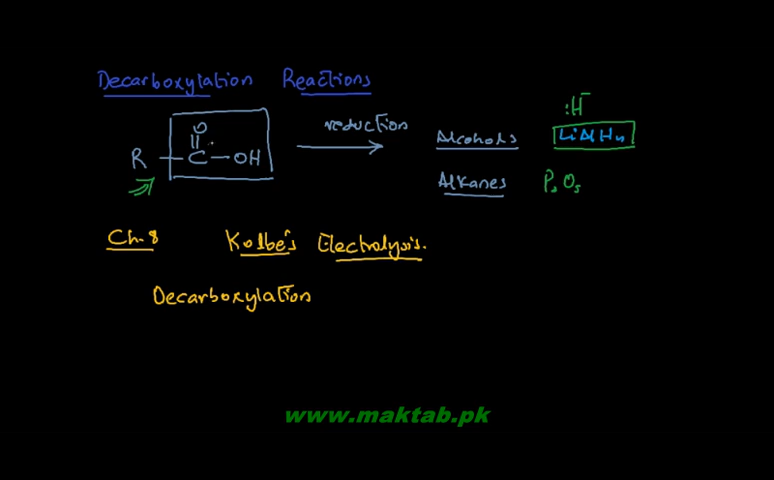 Decarboxylation Reactions
:H⁻
O
reduction
R – C – OH
Alcohols LiAlH₄
Alkanes P₂O₅
Ch. 8 Kolbe's Electrolysis.
Decarboxylation
www.maktab.pk